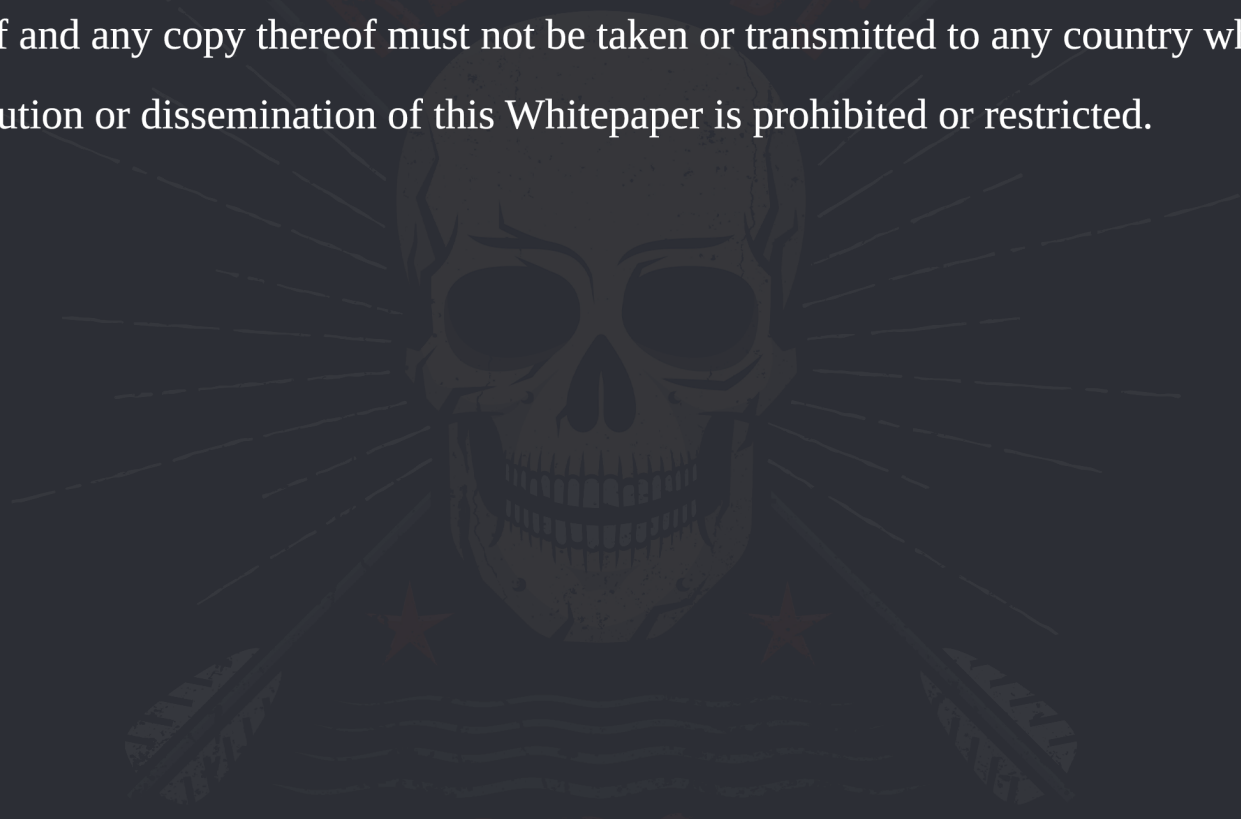 f and any copy thereof must not be taken or transmitted to any country wh
ution or dissemination of this Whitepaper is prohibited or restricted.